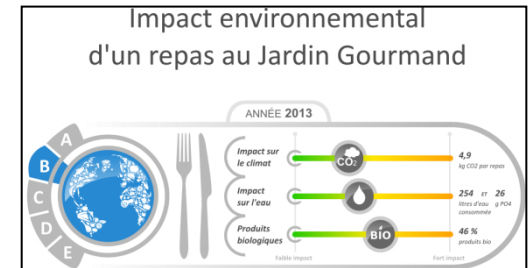 Impact environnemental
d'un repas au Jardin Gourmand
ANNÉE 2013
A
B
C
D
E
Impact sur
le climat
CO2
4,9
kg CO2 par repas
Impact
sur l'eau
254 ET 26
litres d'eau g PO4
consommée
Produits
biologiques
BIO
46 %
produits bio
Faible impact
Fort impact